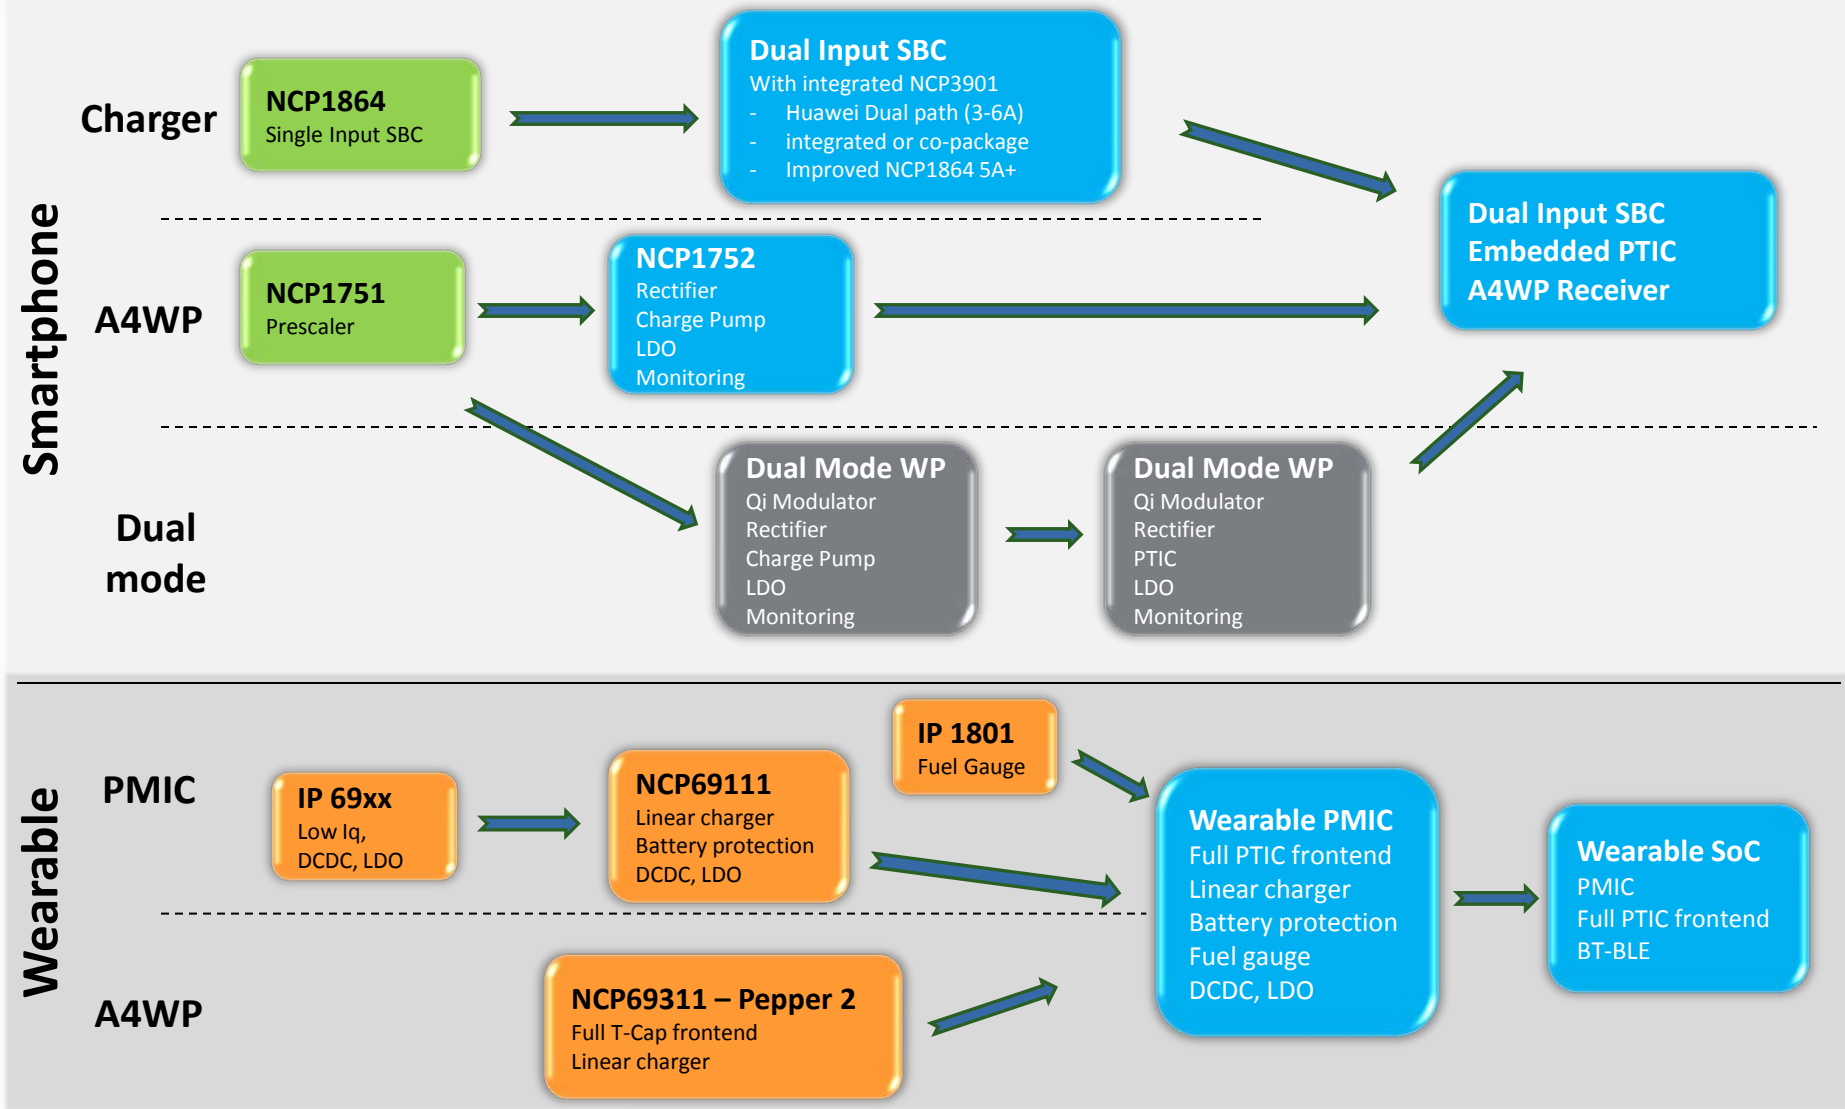 Smartphone
Charger
NCP1864
Single Input SBC
Dual Input SBC
With integrated NCP3901
- Huawei Dual path (3-6A)
- integrated or co-package
- Improved NCP1864 5A+
Dual Input SBC
Embedded PTIC
A4WP Receiver
A4WP
NCP1751
Prescaler
NCP1752
Rectifier
Charge Pump
LDO
Monitoring
Dual
mode
Dual Mode WP
Qi Modulator
Rectifier
Charge Pump
LDO
Monitoring
Dual Mode WP
Qi Modulator
Rectifier
PTIC
LDO
Monitoring
Wearable
PMIC
IP 69xx
Low Iq,
DCDC, LDO
NCP69111
Linear charger
Battery protection
DCDC, LDO
IP 1801
Fuel Gauge
Wearable PMIC
Full PTIC frontend
Linear charger
Battery protection
Fuel gauge
DCDC, LDO
Wearable SoC
PMIC
Full PTIC frontend
BT-BLE
A4WP
NCP69311 – Pepper 2
Full T-Cap frontend
Linear charger